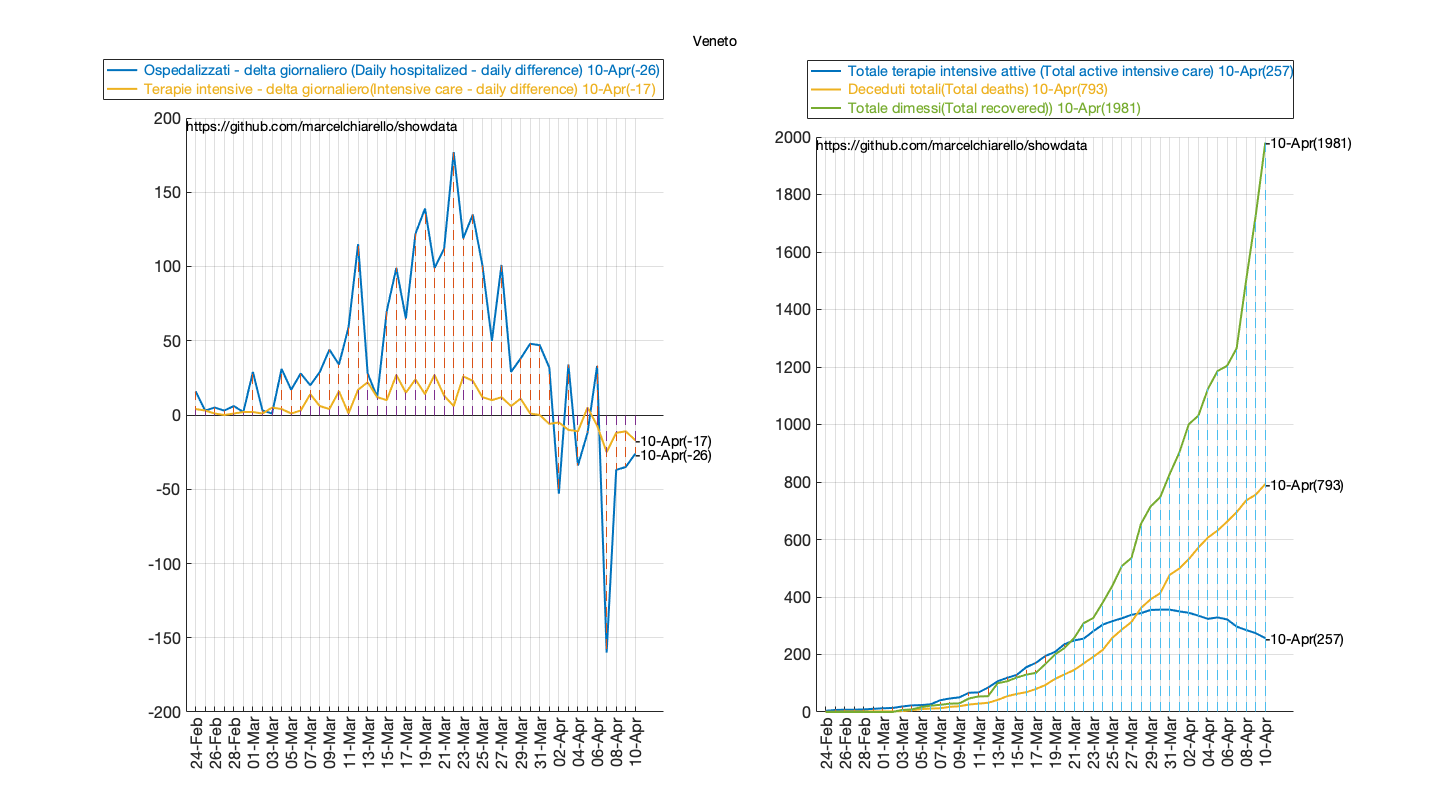 Veneto
Ospedalizzati - delta giornaliero (Daily hospitalized - daily difference) 10-Apr(-26)
Terapie intensive - delta giornaliero(Intensive care - daily difference) 10-Apr(-17)
https://github.com/marcelchiarello/showdata
200
150
100
50
0
-50
-100
-150
-200
10-Apr(-17)
10-Apr(-26)
24-Feb
26-Feb
28-Feb
01-Mar
03-Mar
05-Mar
07-Mar
09-Mar
11-Mar
13-Mar
15-Mar
17-Mar
19-Mar
21-Mar
23-Mar
25-Mar
27-Mar
29-Mar
31-Mar
02-Apr
04-Apr
06-Apr
08-Apr
10-Apr
Totale terapie intensive attive (Total active intensive care) 10-Apr(257)
Deceduti totali(Total deaths) 10-Apr(793)
Totale dimessi(Total recovered)) 10-Apr(1981)
https://github.com/marcelchiarello/showdata
2000
1800
1600
1400
1200
1000
800
600
400
200
0
10-Apr(1981)
10-Apr(793)
10-Apr(257)
24-Feb
26-Feb
28-Feb
01-Mar
03-Mar
05-Mar
07-Mar
09-Mar
11-Mar
13-Mar
15-Mar
17-Mar
19-Mar
21-Mar
23-Mar
25-Mar
27-Mar
29-Mar
31-Mar
02-Apr
04-Apr
06-Apr
08-Apr
10-Apr